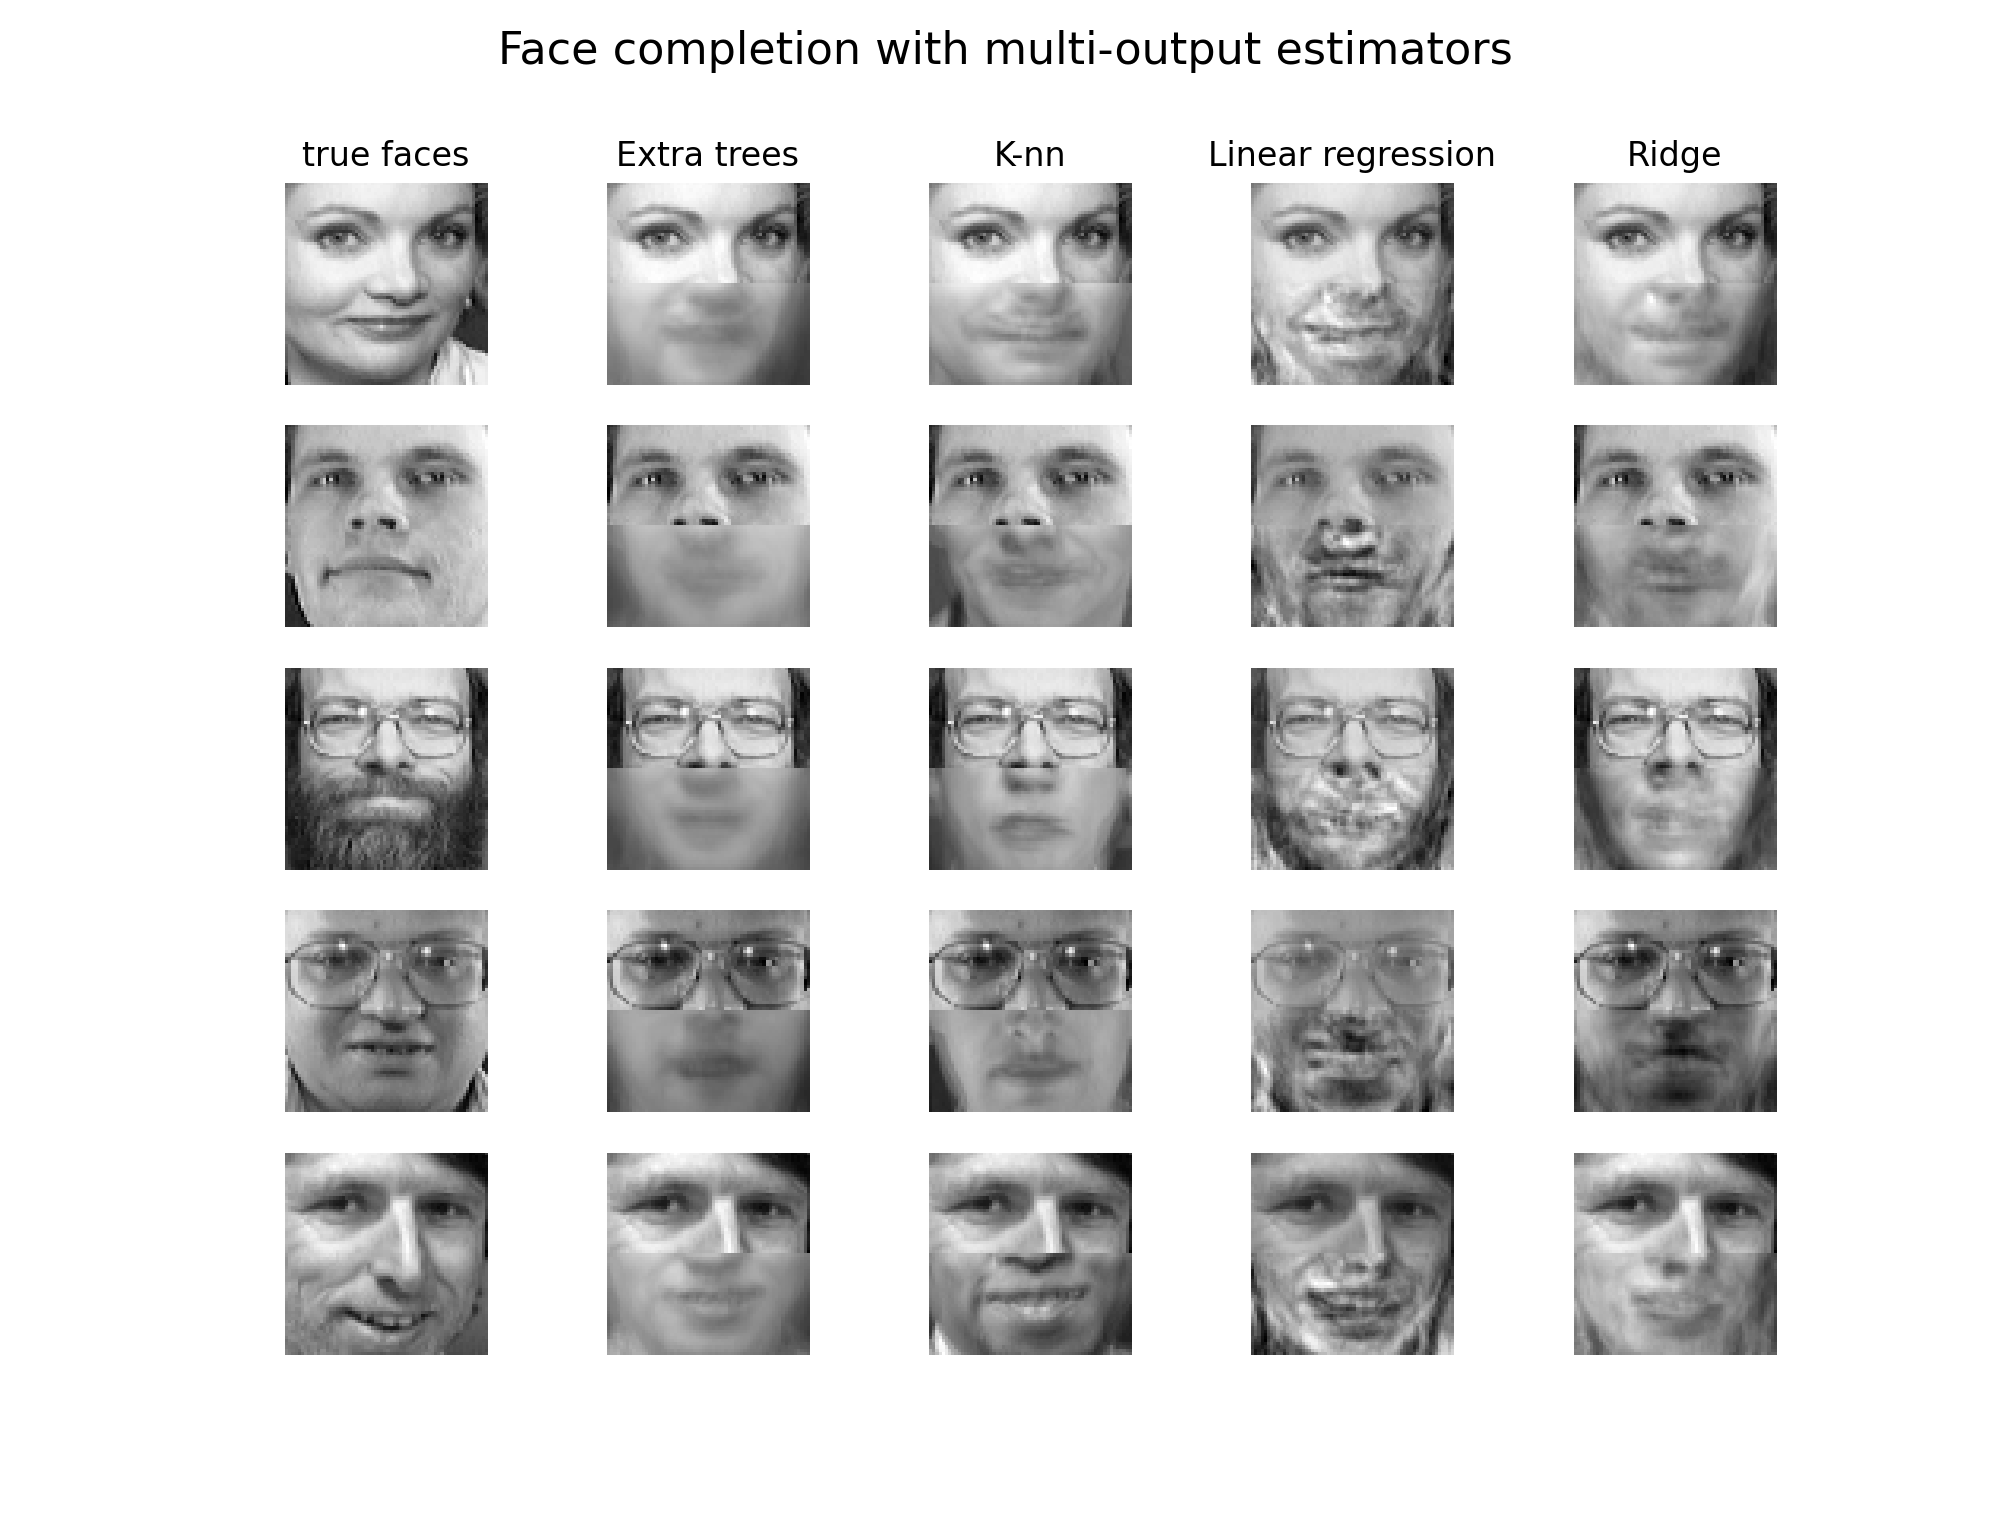 Face completion with multi-output estimators
true faces Extra trees K-nn Linear regression Ridge